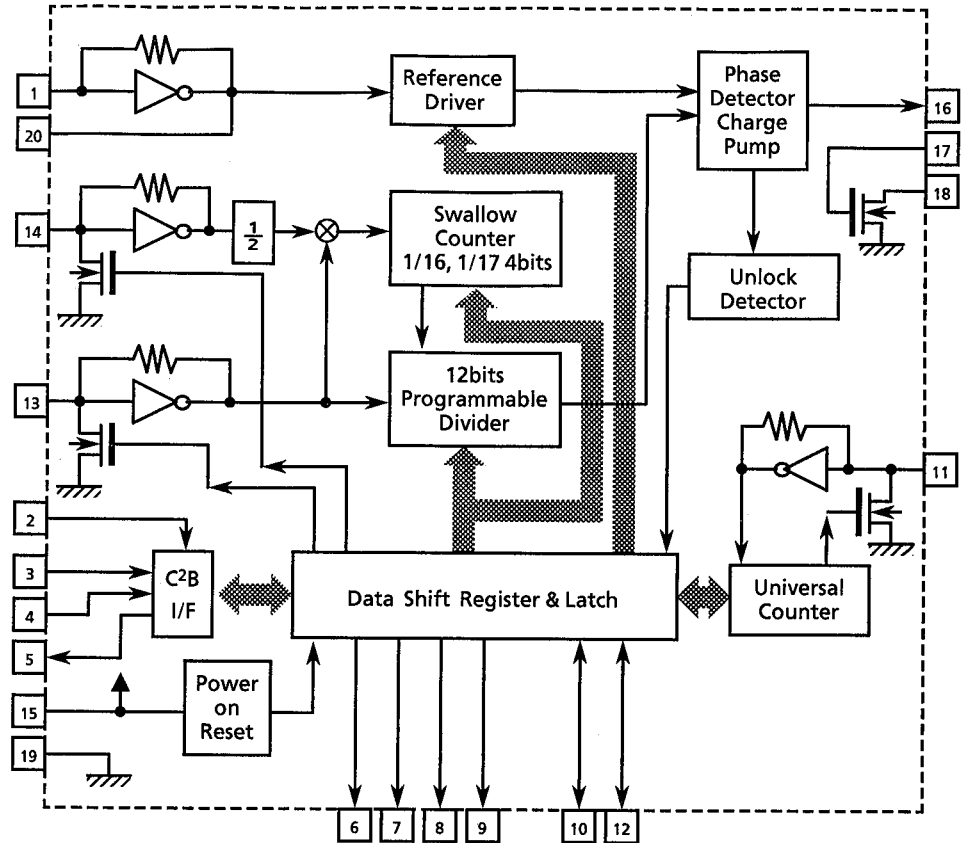 1
20
Reference
Driver
Phase
Detector
Charge
Pump
16
17
18
14
1
2
Swallow
Counter
1/16, 1/17 4bits
Unlock
Detector
13
12bits
Programmable
Divider
11
2
3
4
5
C²B
I/F
Data Shift Register & Latch
Universal
Counter
15
Power
on
Reset
19
6
7
8
9
10
12